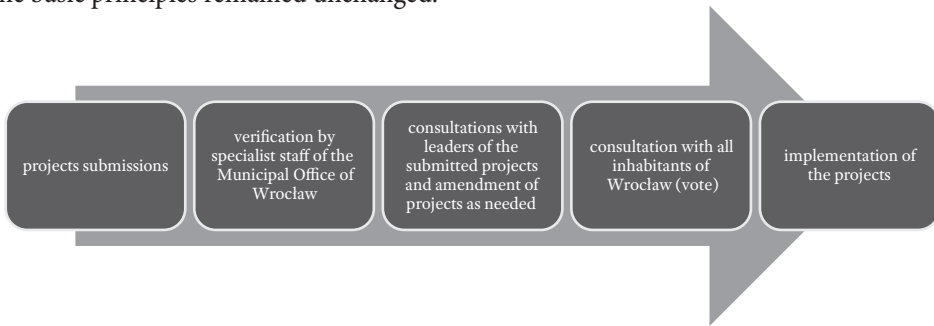 basic principles remained unchanged.
projects submissions
verification by
specialist staff of the
Municipal Office of
Wrocław
consultations with
leaders of the
submitted projects
and amendment of
projects as needed
consultation with all
inhabitants of
Wrocław (vote)
implementation of
the projects